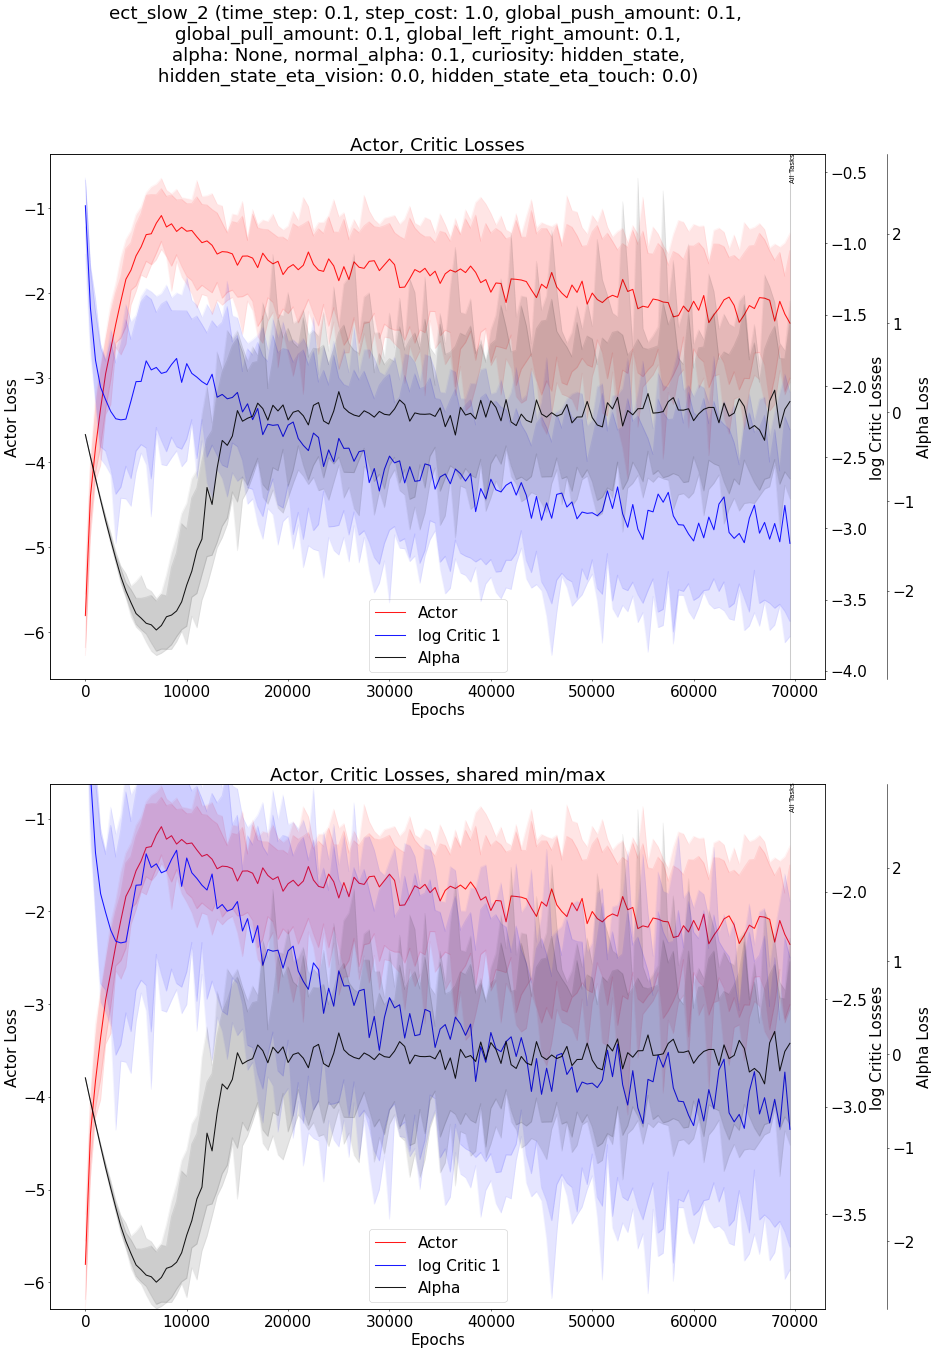 ect_slow_2 (time_step: 0.1, step_cost: 1.0, global_push_amount: 0.1,
global_pull_amount: 0.1, global_left_right_amount: 0.1,
alpha: None, normal_alpha: 0.1, curiosity: hidden_state,
hidden_state_eta_vision: 0.0, hidden_state_eta_touch: 0.0)
Actor, Critic Losses
All Tasks
−1
−2
−3
−4
−5
−6
Actor Loss
−0.5
−1.0
−1.5
−2.0
−2.5
−3.0
−3.5
−4.0
log Critic Losses
2
1
0
−1
−2
Alpha Loss
Actor
log Critic 1
Alpha
0 10000 20000 30000 40000 50000 60000 70000
Epochs
Actor, Critic Losses, shared min/max
All Tasks
−1
−2
−3
−4
−5
−6
Actor Loss
−2.0
−2.5
−3.0
−3.5
log Critic Losses
2
1
0
−1
−2
Alpha Loss
Actor
log Critic 1
Alpha
0 10000 20000 30000 40000 50000 60000 70000
Epochs